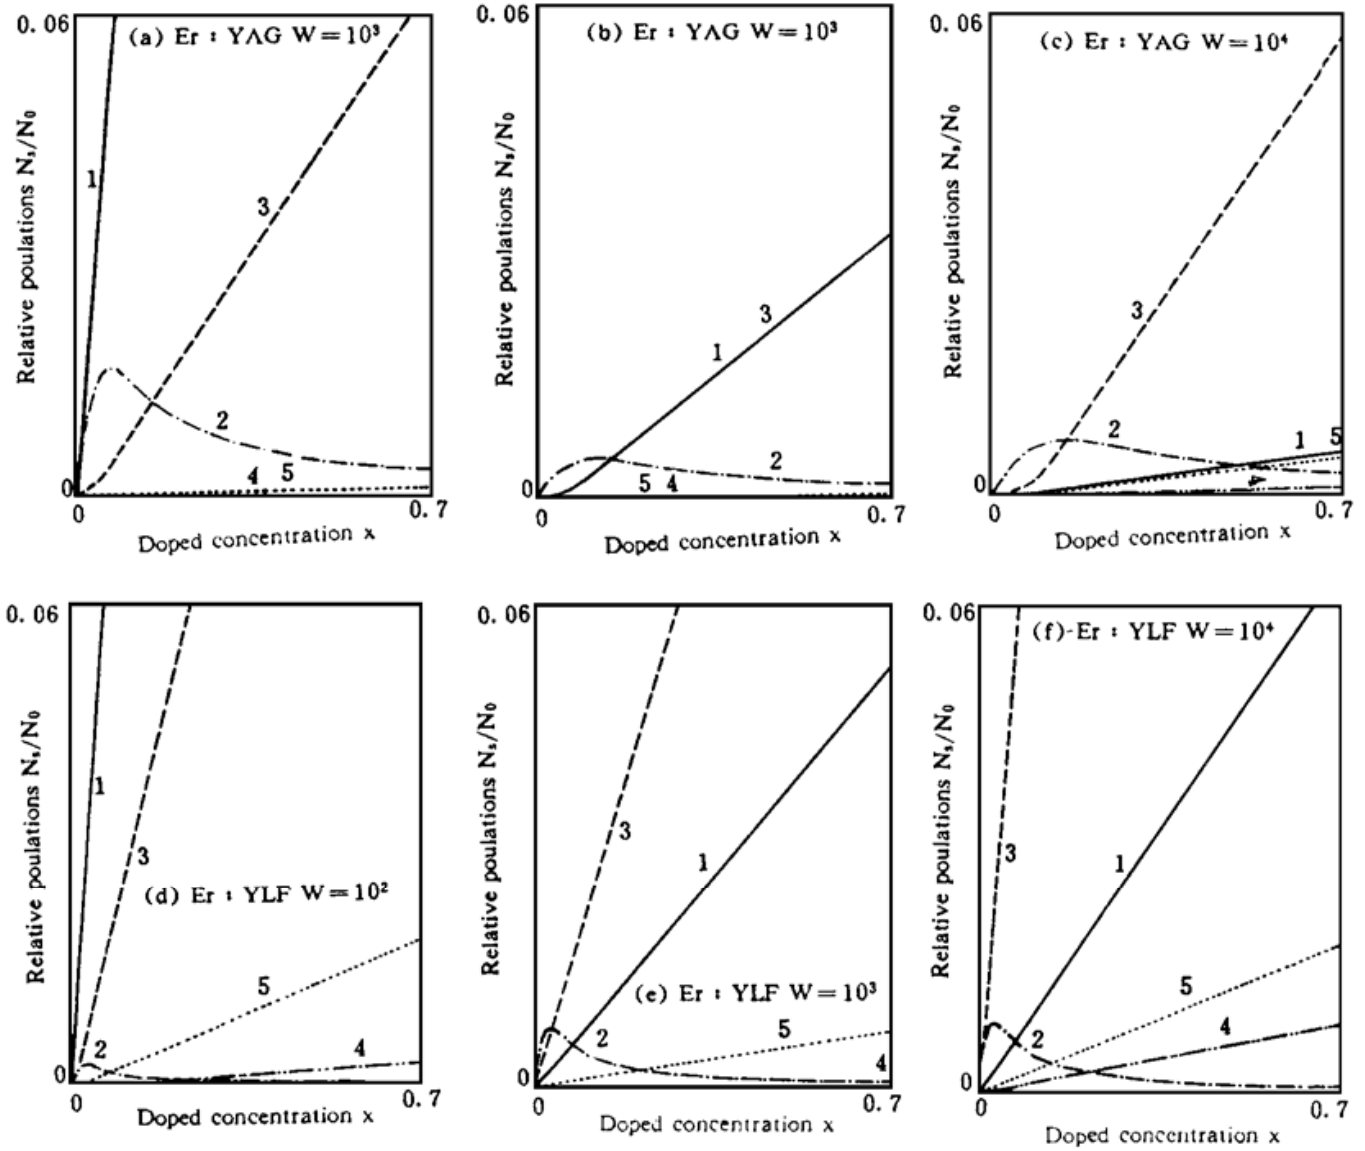 0.06
(a) Er : YAG W=10³
1
3
2
4 5
0
0 0.7
Relative poulations Nₛ/N₀
Doped concentration x
0.06
(b) Er : YAG W=10³
3
1
2
5 4
0
0 0.7
Relative poulations Nₛ/N₀
Doped concentration x
0.06
(c) Er : YAG W=10⁴
3
2
1 5
4
0
0 0.7
Relative poulations Nₛ/N₀
Doped concentration x
0.06
1
3
(d) Er : YLF W=10²
5
2
4
0
0 0.7
Relative poulations Nₛ/N₀
Doped concentration x
0.06
3
1
(e) Er : YLF W=10³
2
5
4
0
0 0.7
Relative poulations Nₛ/N₀
Doped concentration x
0.06
(f)-Er : YLF W=10⁴
3
1
5
2
4
0
0 0.7
Relative poulations Nₛ/N₀
Doped concentration x